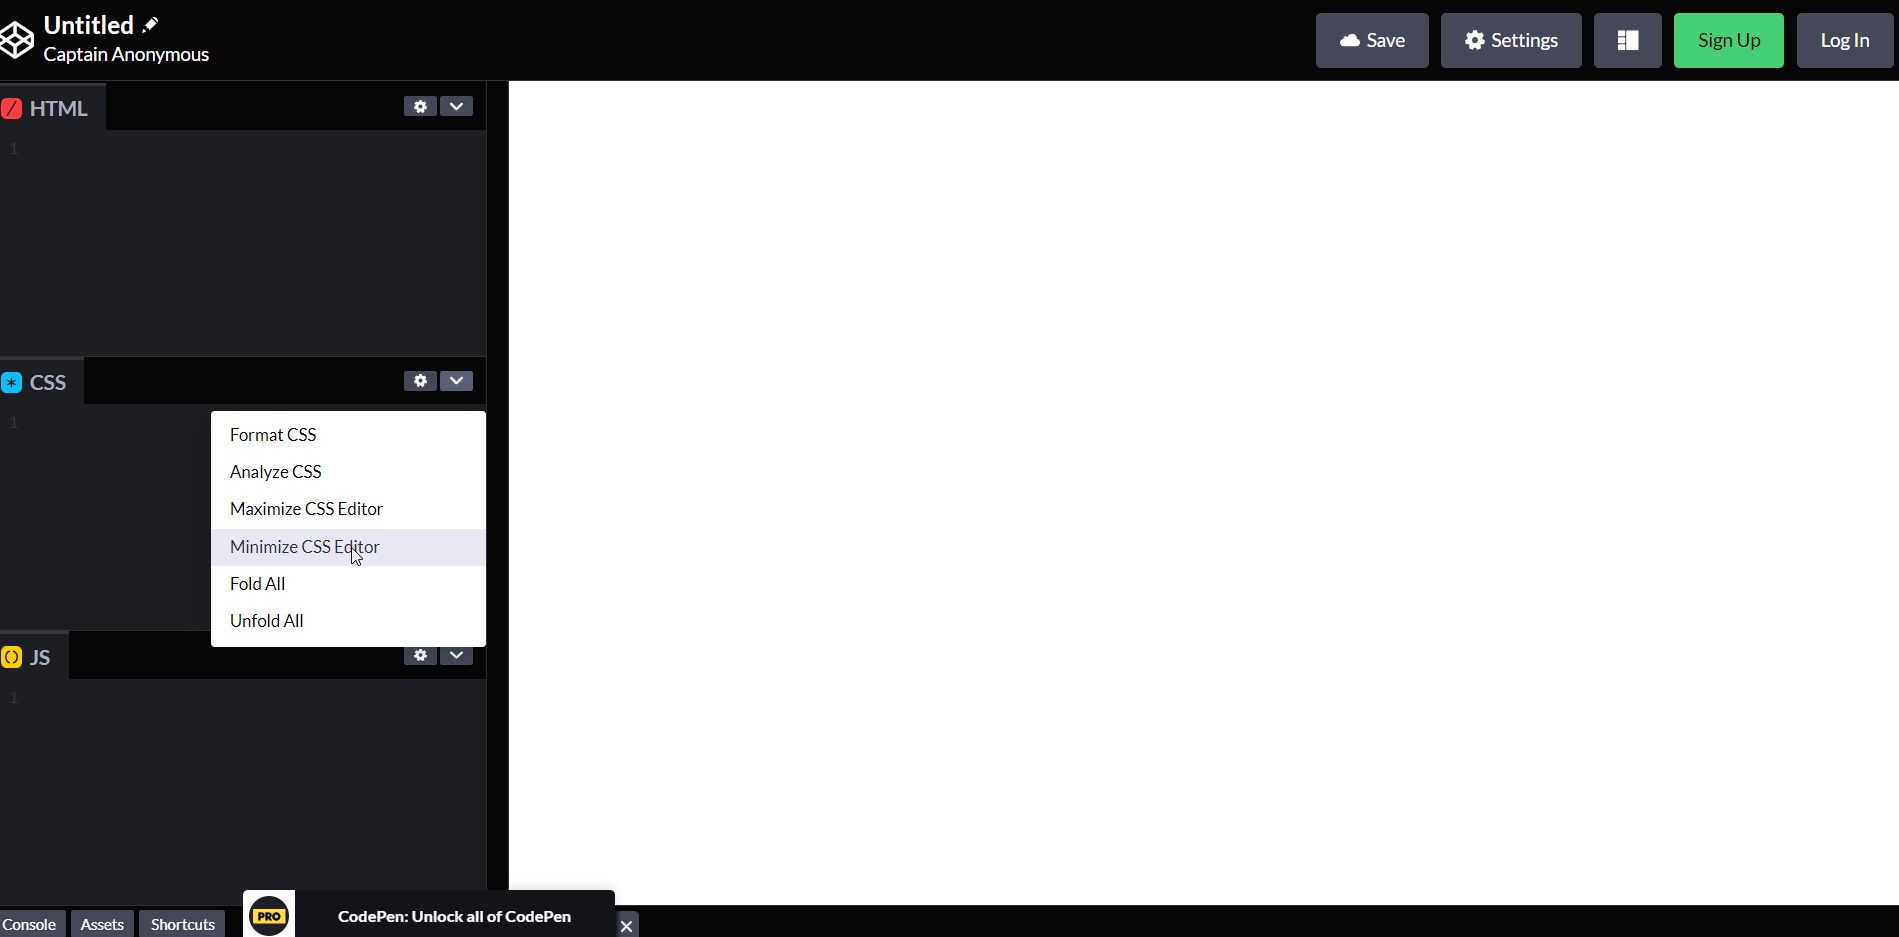 Untitled
Captain Anonymous
Save
Settings
Sign Up
Log In
HTML
1
CSS
1
Format CSS
Analyze CSS
Maximize CSS Editor
Minimize CSS Editor
Fold All
Unfold All
JS
1
Console
Assets
Shortcuts
PRO
CodePen: Unlock all of CodePen